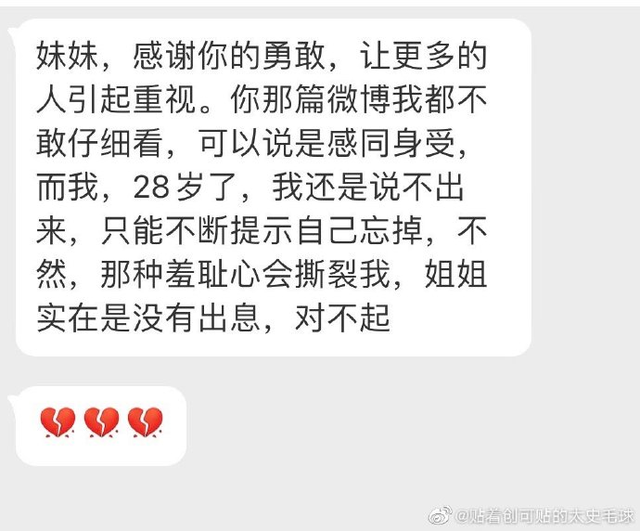 妹妹，感谢你的勇敢，让更多的
人引起重视。你那篇微博我都不
敢仔细看，可以说是感同身受，
而我，28岁了，我还是说不出
来，只能不断提示自己忘掉，不
然，那种羞耻心会撕裂我，姐姐
实在是没有出息，对不起
💔💔💔
@贴着创可贴的大史毛球